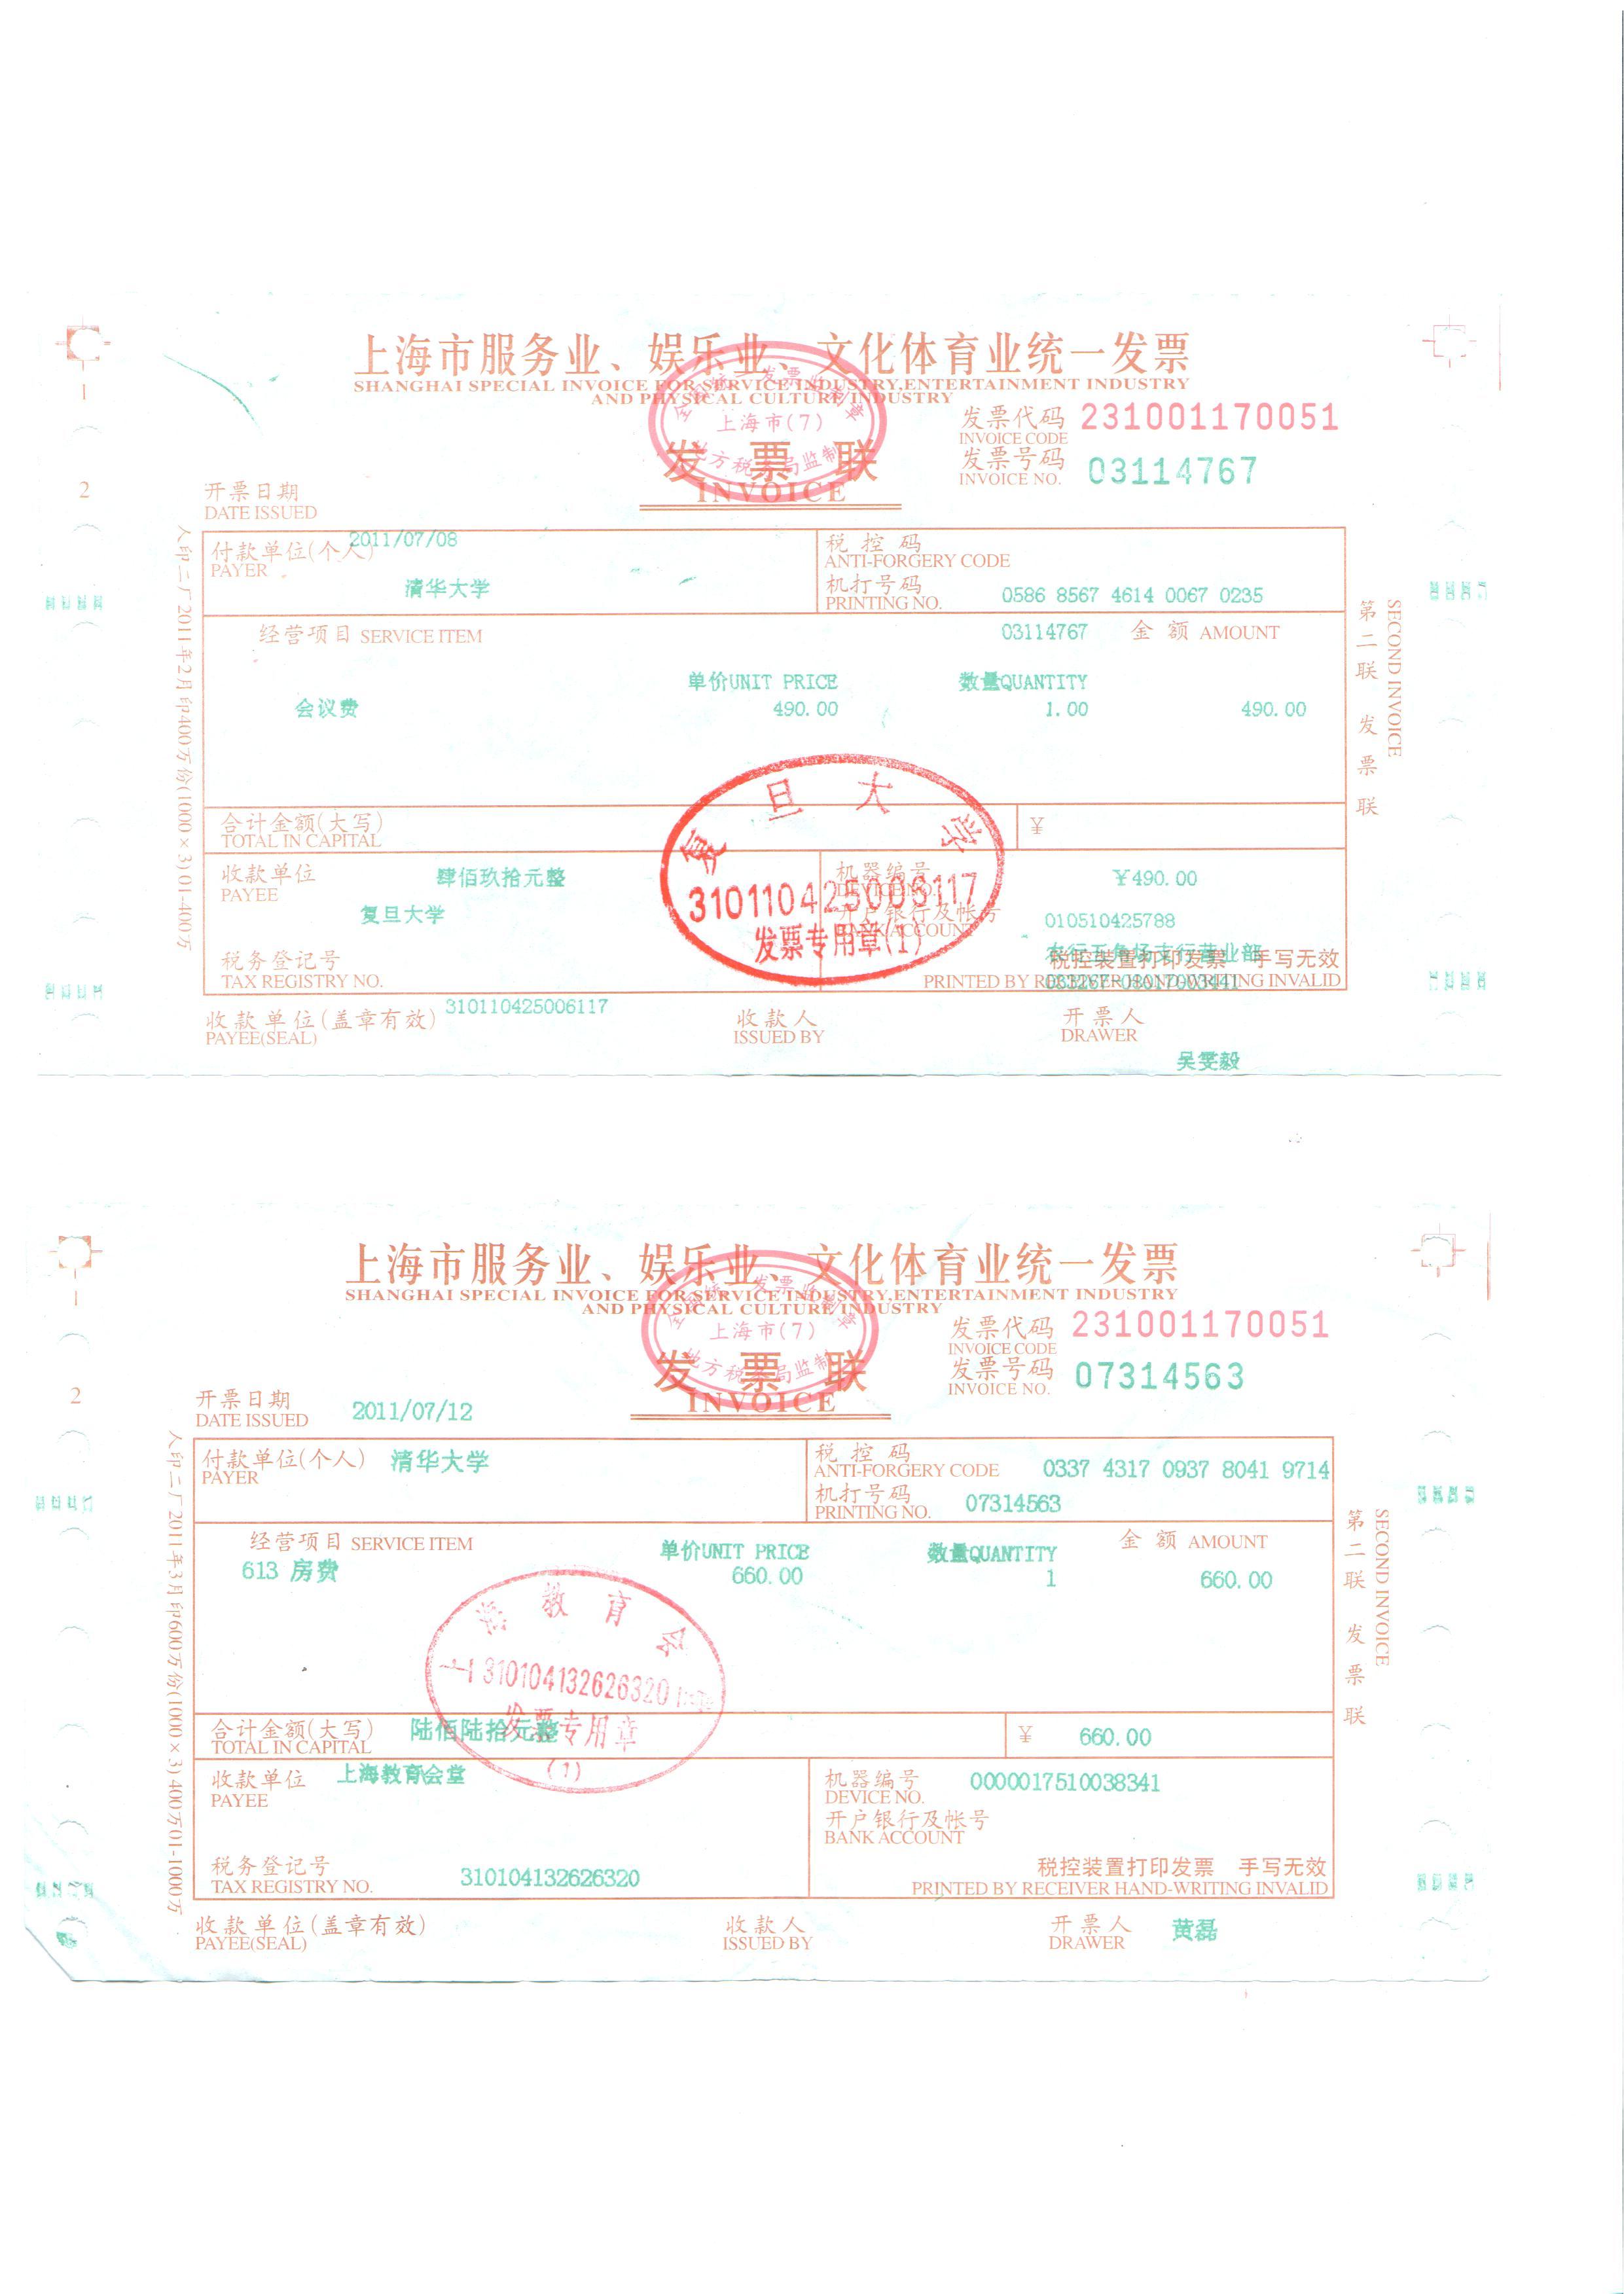 上海市服务业、娱乐业、文化体育业统一发票
SHANGHAI SPECIAL INVOICE FOR SERVICE INDUSTRY,ENTERTAINMENT INDUSTRY
AND PHYSICAL CULTURE INDUSTRY
全国统一发票监制章
上海市(7)
地方税务局监制
发票联
INVOICE
发票代码 231001170051
INVOICE CODE
发票号码 03114767
INVOICE NO.
1
2
开票日期
DATE ISSUED
2011/07/08
付款单位(个人)
PAYER
清华大学
税控码
ANTI-FORGERY CODE
机打号码 0586 8567 4614 0067 0235
PRINTING NO.
经营项目 SERVICE ITEM 03114767 金额 AMOUNT
单价UNIT PRICE 数量QUANTITY
会议费 490.00 1.00 490.00
合计金额(大写) ¥
TOTAL IN CAPITAL
收款单位 肆佰玖拾元整 机器编号 ¥490.00
PAYEE DEVICE NO.
复旦大学 010510425788
开户银行及帐号
BANK ACCOUNT
农行五角场支行营业部
税控装置打印发票 手写无效
税务登记号
TAX REGISTRY NO. PRINTED BY RECEIVER HAND-WRITING INVALID
033267-08017003441
310110425006117
收款单位(盖章有效) 收款人 开票人
PAYEE(SEAL) ISSUED BY DRAWER
吴雯毅
复旦大学
310110425006117
发票专用章(1)
人印二厂2011年2月印400万份(1000×3)01-400万
第二联 发票联
SECOND INVOICE
上海市服务业、娱乐业、文化体育业统一发票
SHANGHAI SPECIAL INVOICE FOR SERVICE INDUSTRY,ENTERTAINMENT INDUSTRY
AND PHYSICAL CULTURE INDUSTRY
全国统一发票监制章
上海市(7)
地方税务局监制
发票联
INVOICE
发票代码 231001170051
INVOICE CODE
发票号码 07314563
INVOICE NO.
1
2
开票日期 2011/07/12
DATE ISSUED
付款单位(个人) 清华大学
PAYER
税控码
ANTI-FORGERY CODE 0337 4317 0937 8041 9714
机打号码 07314563
PRINTING NO.
经营项目 SERVICE ITEM 单价UNIT PRICE 数量QUANTITY 金额 AMOUNT
613 房费 660.00 1 660.00
合计金额(大写) 陆佰陆拾元整 ¥ 660.00
TOTAL IN CAPITAL
收款单位 上海教育会堂
PAYEE
机器编号 0000017510038341
DEVICE NO.
开户银行及帐号
BANK ACCOUNT
税务登记号 310104132626320
TAX REGISTRY NO.
税控装置打印发票 手写无效
PRINTED BY RECEIVER HAND-WRITING INVALID
收款单位(盖章有效) 收款人 开票人 黄磊
PAYEE(SEAL) ISSUED BY DRAWER
上海教育会堂
310104132626320
发票专用章
(1)
人印二厂2011年3月印600万份(1000×3)400万01-1000万
第二联 发票联
SECOND INVOICE